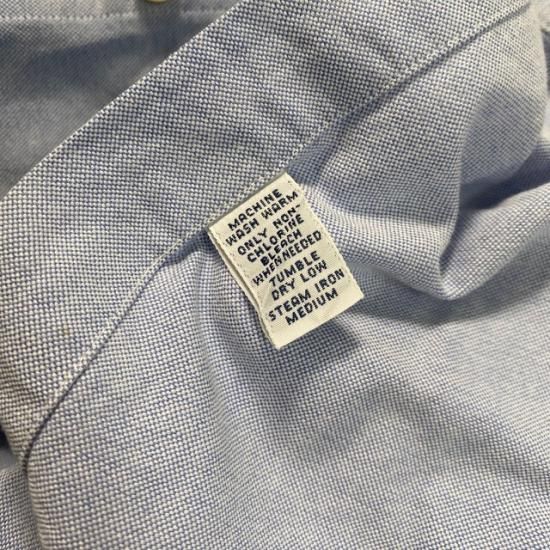 MACHINE
WASH WARM
ONLY NON-
CHLORINE
BLEACH
WHEN NEEDED
TUMBLE
DRY LOW
STEAM IRON
MEDIUM